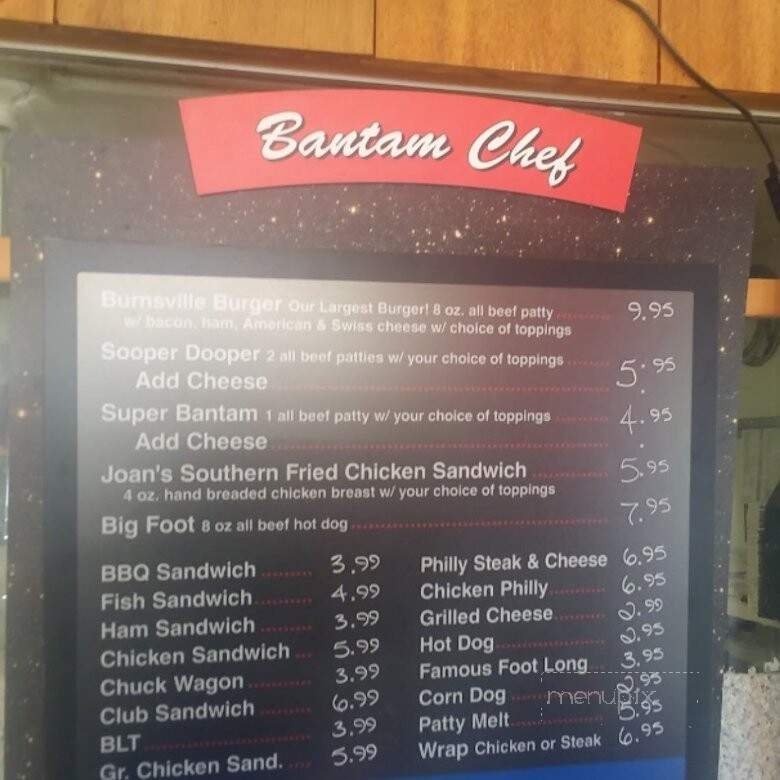 Bantam Chef
Burnsville Burger Our Largest Burger! 8 oz. all beef patty 9.95
w/ bacon, ham, American & Swiss cheese w/ choice of toppings
Sooper Dooper 2 all beef patties w/ your choice of toppings 5.95
Add Cheese
Super Bantam 1 all beef patty w/ your choice of toppings 4.95
Add Cheese
Joan's Southern Fried Chicken Sandwich 5.95
4 oz. hand breaded chicken breast w/ your choice of toppings
Big Foot 8 oz all beef hot dog 7.95
BBQ Sandwich 3.99
Fish Sandwich 4.99
Ham Sandwich 3.99
Chicken Sandwich 5.99
Chuck Wagon 3.99
Club Sandwich 6.99
BLT 3.99
Gr. Chicken Sand. 5.99
Philly Steak & Cheese 6.95
Chicken Philly 6.95
Grilled Cheese
Hot Dog
Famous Foot Long 3.95
Corn Dog
Patty Melt 5.95
Wrap Chicken or Steak 6.95
menupix